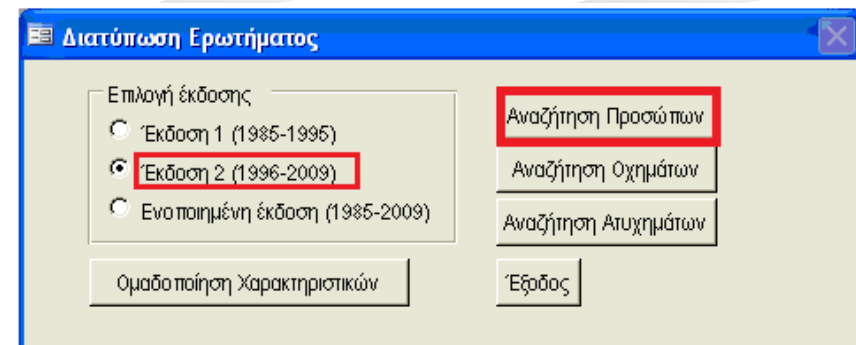 Διατύπωση Ερωτήματος
Επιλογή έκδοσης
Έκδοση 1 (1985-1995)
Έκδοση 2 (1996-2009)
Ενοποιημένη έκδοση (1985-2009)
Αναζήτηση Προσώπων
Αναζήτηση Οχημάτων
Αναζήτηση Ατυχημάτων
Ομαδοποίηση Χαρακτηριστικών
Έξοδος